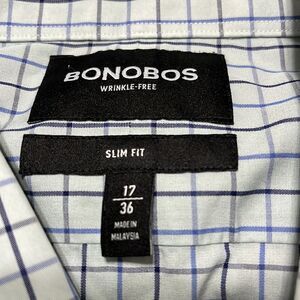 BONOBOS
WRINKLE-FREE
SLIM FIT
17
36
MADE IN
MALAYSIA